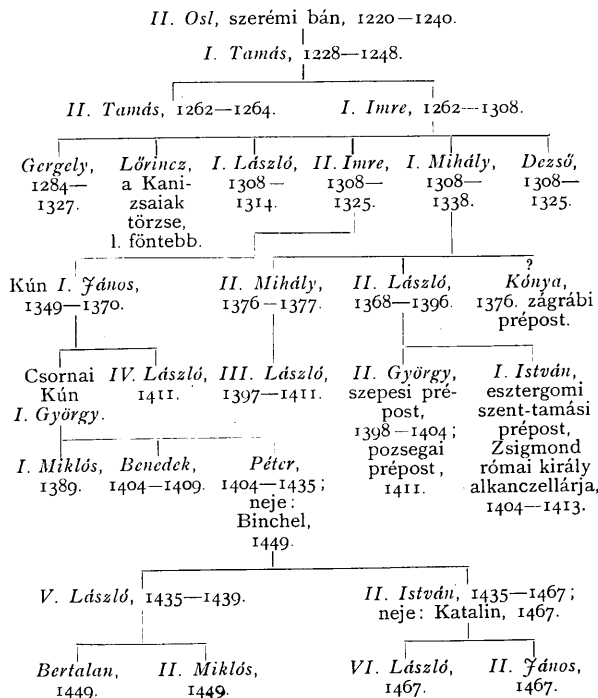 II. Osl, szerémi bán, 1220—1240.
I. Tamás, 1228—1248.
II. Tamás, 1262—1264. I. Imre, 1262—1308.
Gergely, Lőrincz, I. László, II. Imre, I. Mihály, Dezső,
1284— a Kani- 1308— 1308— 1308— 1308—
1327. zsaiak 1314. 1325. 1338. 1325.
törzse,
l. föntebb.
?
Kún I. János, II. Mihály, II. László, Kónya,
1349—1370. 1376—1377. 1368—1396. 1376. zágrábi
prépost.
Csornai IV. László, III. László, II. György, I. István,
Kún 1411. 1397—1411. szepesi pré- esztergomi
I. György. post, szent-tamási
1398—1404; prépost,
I. Miklós, Benedek, Péter, pozsegai Zsigmond
1389. 1404—1409. 1404—1435; prépost, római király
neje: 1411. alkanczellárja,
Binchel, 1404—1413.
1449.
V. László, 1435—1439. II. István, 1435—1467;
neje: Katalin, 1467.
Bertalan, II. Miklós, VI. László, II. János,
1449. 1449. 1467. 1467.